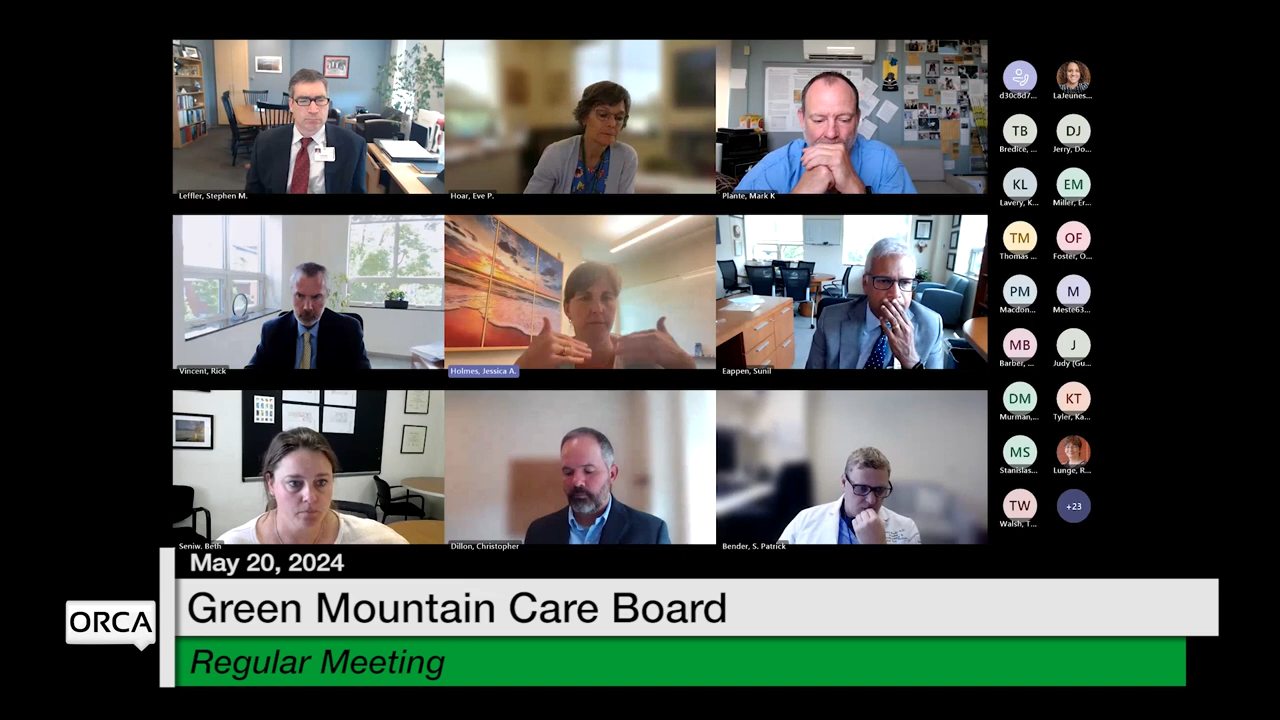 Leffler, Stephen M.
Hoar, Eve P.
Plante, Mark K
Vincent, Rick
Holmes, Jessica A.
Eappen, Sunil
Seniw, Beth
Dillon, Christopher
Bender, S. Patrick
d30c8d7...
LaJeunes...
TB
Bredice, ...
DJ
Jerry, Do...
KL
Lavery, K...
EM
Miller, Er...
TM
Thomas ...
OF
Foster, O...
PM
Macdon...
M
Meste63...
MB
Barber, ...
J
Judy (Gu...
DM
Murman,...
KT
Tyler, Ka...
MS
Stanislas...
Lunge, R...
TW
Walsh, T...
+23
May 20, 2024
ORCA
Green Mountain Care Board
Regular Meeting